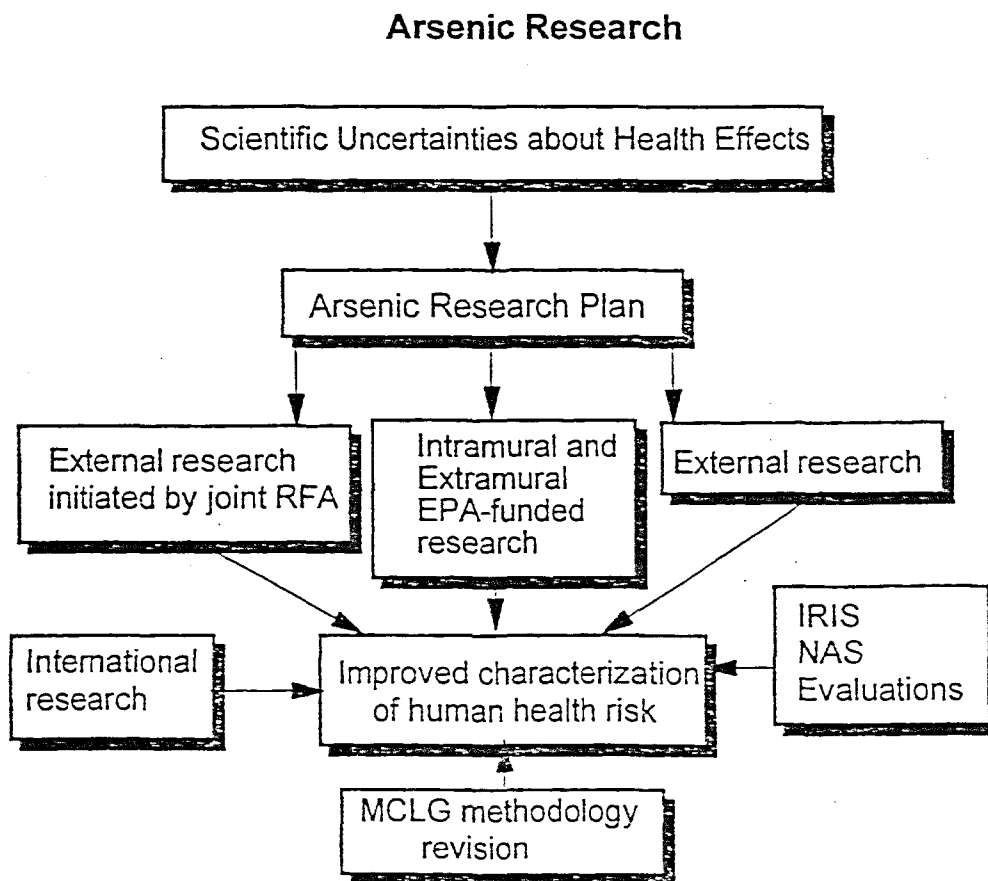 Arsenic Research
Scientific Uncertainties about Health Effects
Arsenic Research Plan
External research
initiated by joint RFA
Intramural and
Extramural
EPA-funded
research
External research
International
research
Improved characterization
of human health risk
IRIS
NAS
Evaluations
MCLG methodology
revision